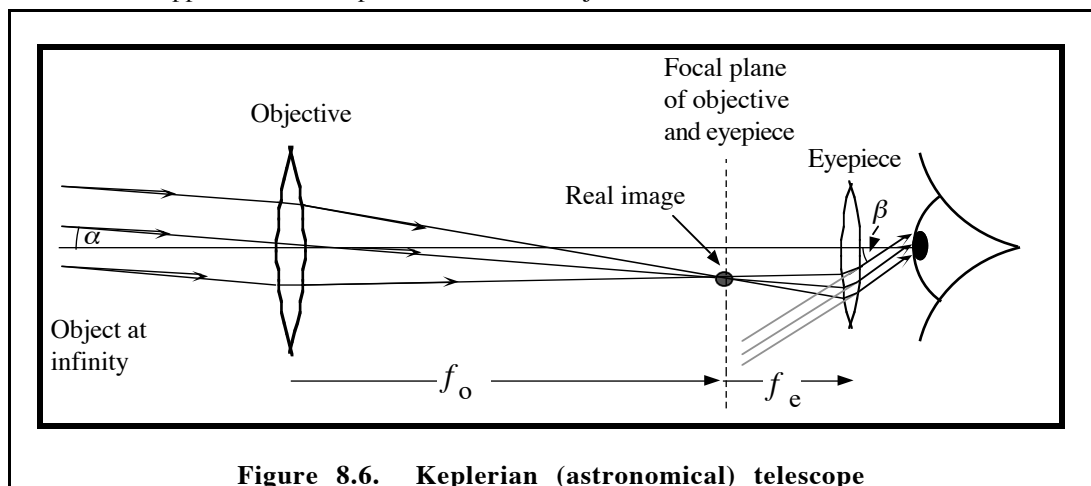 Focal plane
of objective
and eyepiece
Objective
Eyepiece
Real image
β
α
Object at
infinity
f o
f e
Figure 8.6. Keplerian (astronomical) telescope